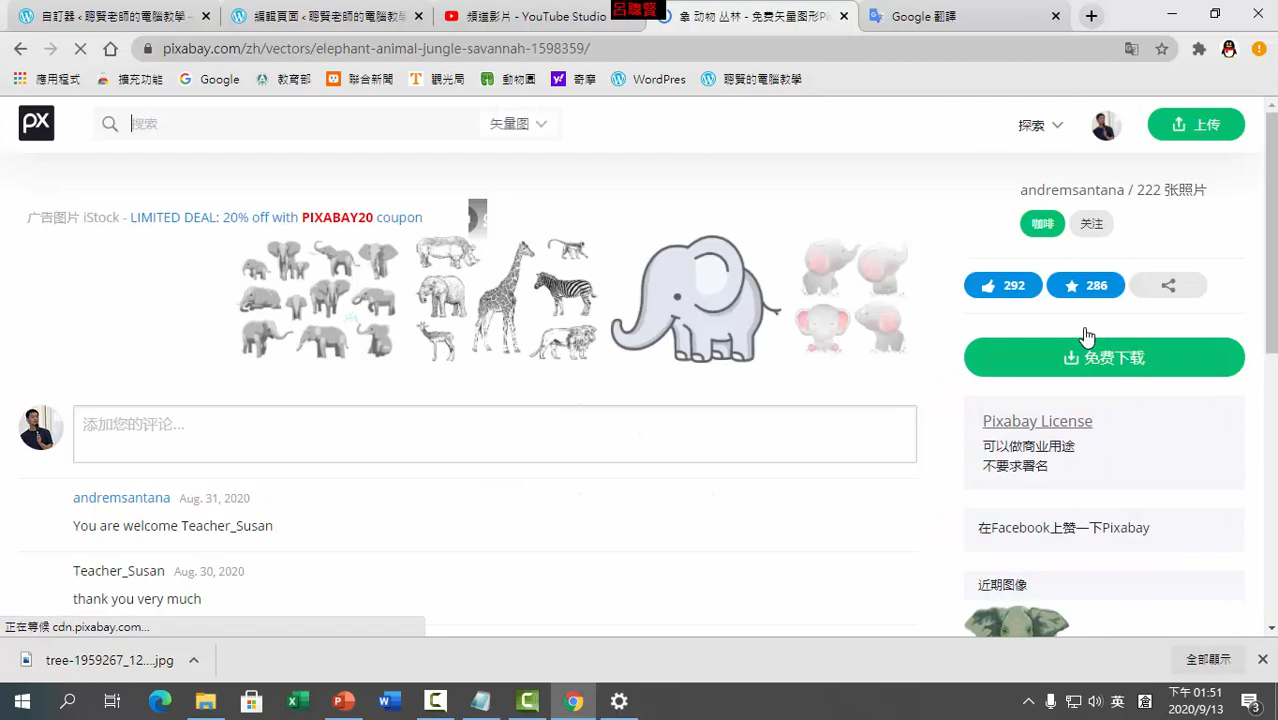 自訂器 ‹ 聰賢老師的電腦教學 -
編輯頁面 ‹ 聰賢老師的電腦教學
頻道影片 - YouTube Studio
呂聰賢
象 动物 丛林 - 免费矢量图形Pi
Google 翻譯
pixabay.com/zh/vectors/elephant-animal-jungle-savannah-1598359/
應用程式
擴充功能
Google
教育部
聯合新聞
觀光局
動物園
奇摩
WordPres
聰賢的電腦教學
px
搜索
矢量图
探索
上传
andremsantana / 222 张照片
广告图片 iStock - LIMITED DEAL: 20% off with PIXABAY20 coupon
咖啡
关注
292
286
免费下载
Pixabay License
可以做商业用途
不要求署名
添加您的评论...
andremsantana Aug. 31, 2020
You are welcome Teacher_Susan
在Facebook上赞一下Pixabay
Teacher_Susan Aug. 30, 2020
thank you very much
近期图像
正在等候 cdn.pixabay.com...
tree-1959267_12....jpg
全部顯示
英
倉
下午 01:51
2020/9/13
3